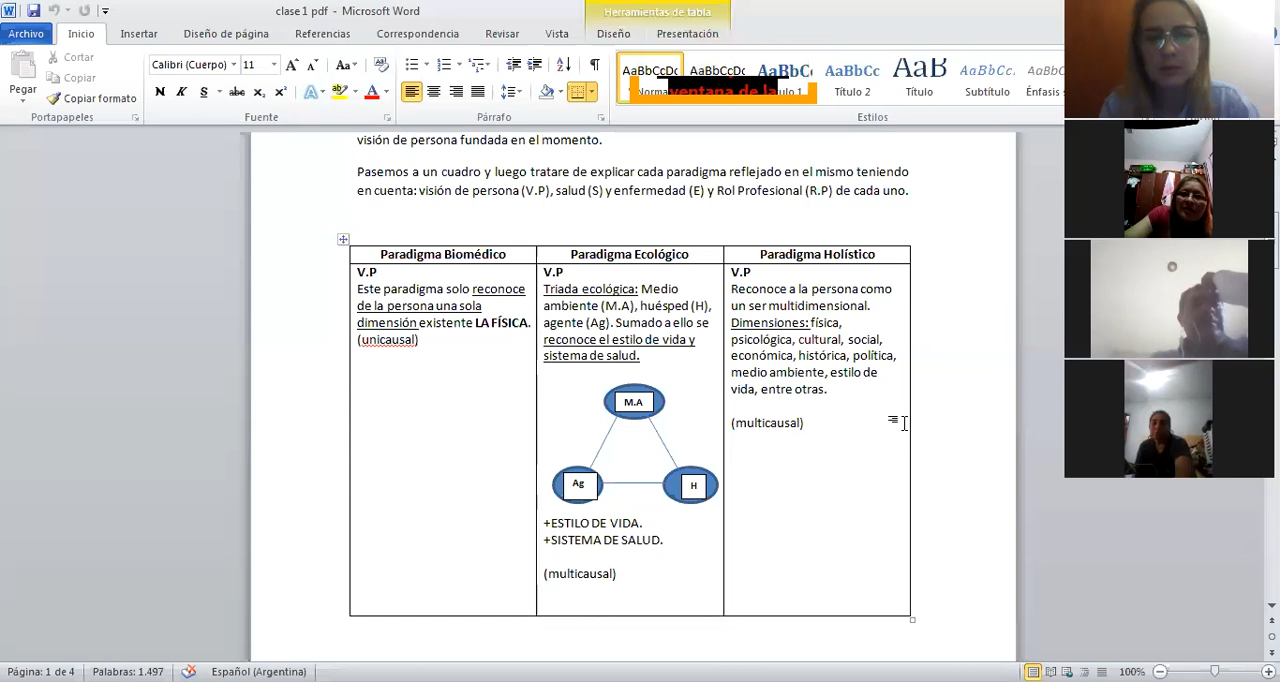 clase 1 pdf - Microsoft Word
Herramientas de tabla
Archivo Inicio Insertar Diseño de página Referencias Correspondencia Revisar Vista Diseño Presentación
Pegar
Cortar
Copiar
Copiar formato
Portapapeles
Calibri (Cuerpo) 11
N K S abc x₂ x²
Fuente
Párrafo
AaBbCcDc AaBbCcDc AaBbC AaBbCc AaB AaBbCc. AaBbCcD
ventana de la
Título 2 Título Subtítulo Énfasis
Estilos
visión de persona fundada en el momento.
Pasemos a un cuadro y luego tratare de explicar cada paradigma reflejado en el mismo teniendo
en cuenta: visión de persona (V.P), salud (S) y enfermedad (E) y Rol Profesional (R.P) de cada uno.
Paradigma Biomédico
V.P
Este paradigma solo reconoce
de la persona una sola
dimensión existente LA FÍSICA.
(unicausal)
Paradigma Ecológico
V.P
Triada ecológica: Medio
ambiente (M.A), huésped (H),
agente (Ag). Sumado a ello se
reconoce el estilo de vida y
sistema de salud.
M.A
Ag
H
+ESTILO DE VIDA.
+SISTEMA DE SALUD.
(multicausal)
Paradigma Holístico
V.P
Reconoce a la persona como
un ser multidimensional.
Dimensiones: física,
psicológica, cultural, social,
económica, histórica, política,
medio ambiente, estilo de
vida, entre otras.
(multicausal)
Página: 1 de 4 Palabras: 1.497 Español (Argentina) 100%